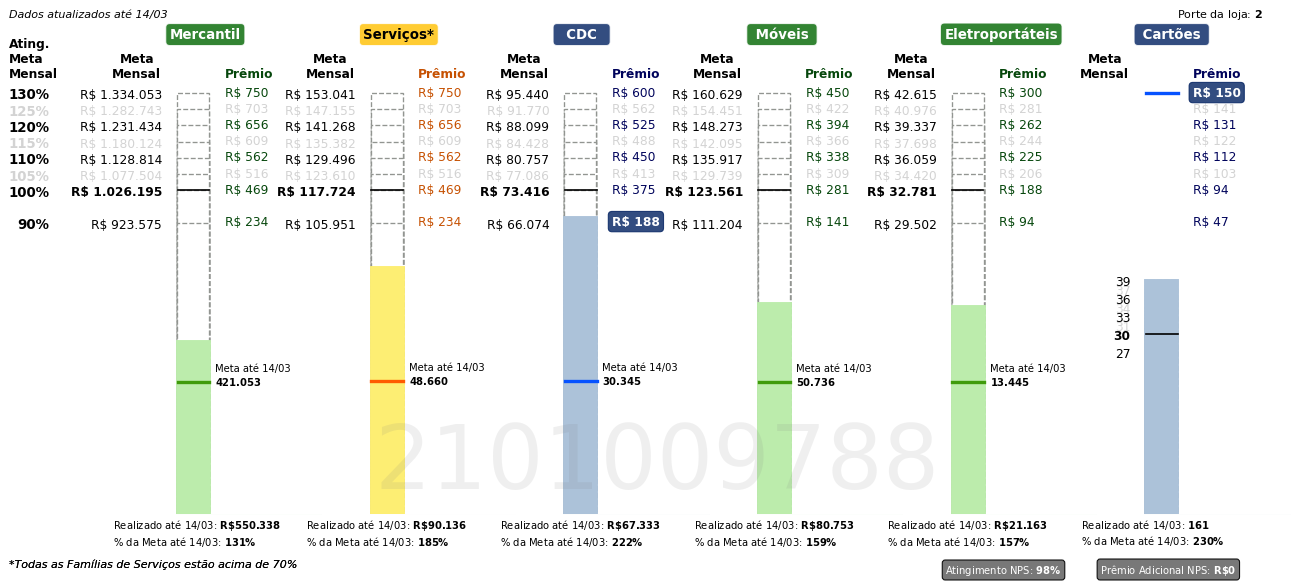 Dados atualizados até 14/03
Porte da loja: 2
Mercantil Serviços* CDC Móveis Eletroportáteis Cartões
Ating. Meta Mensal
Meta Mensal Prêmio Meta Mensal Prêmio Meta Mensal Prêmio Meta Mensal Prêmio Meta Mensal Prêmio Meta Mensal Prêmio
130% R$ 1.334.053 R$ 750 R$ 153.041 R$ 750 R$ 95.440 R$ 600 R$ 160.629 R$ 450 R$ 42.615 R$ 300 R$ 150
125% R$ 1.282.743 R$ 703 R$ 147.155 R$ 703 R$ 91.770 R$ 562 R$ 154.451 R$ 422 R$ 40.976 R$ 281 R$ 141
120% R$ 1.231.434 R$ 656 R$ 141.268 R$ 656 R$ 88.099 R$ 525 R$ 148.273 R$ 394 R$ 39.337 R$ 262 R$ 131
115% R$ 1.180.124 R$ 609 R$ 135.382 R$ 609 R$ 84.428 R$ 488 R$ 142.095 R$ 366 R$ 37.698 R$ 244 R$ 122
110% R$ 1.128.814 R$ 562 R$ 129.496 R$ 562 R$ 80.757 R$ 450 R$ 135.917 R$ 338 R$ 36.059 R$ 225 R$ 112
105% R$ 1.077.504 R$ 516 R$ 123.610 R$ 516 R$ 77.086 R$ 413 R$ 129.739 R$ 309 R$ 34.420 R$ 206 R$ 103
100% R$ 1.026.195 R$ 469 R$ 117.724 R$ 469 R$ 73.416 R$ 375 R$ 123.561 R$ 281 R$ 32.781 R$ 188 R$ 94
90% R$ 923.575 R$ 234 R$ 105.951 R$ 234 R$ 66.074 R$ 188 R$ 111.204 R$ 141 R$ 29.502 R$ 94 R$ 47
39
36
33
30
27
Meta até 14/03 Meta até 14/03 Meta até 14/03 Meta até 14/03 Meta até 14/03
421.053 48.660 30.345 50.736 13.445
2101009788
Realizado até 14/03: R$550.338 Realizado até 14/03: R$90.136 Realizado até 14/03: R$67.333 Realizado até 14/03: R$80.753 Realizado até 14/03: R$21.163 Realizado até 14/03: 161
% da Meta até 14/03: 131% % da Meta até 14/03: 185% % da Meta até 14/03: 222% % da Meta até 14/03: 159% % da Meta até 14/03: 157% % da Meta até 14/03: 230%
*Todas as Famílias de Serviços estão acima de 70%
Atingimento NPS: 98% Prêmio Adicional NPS: R$0